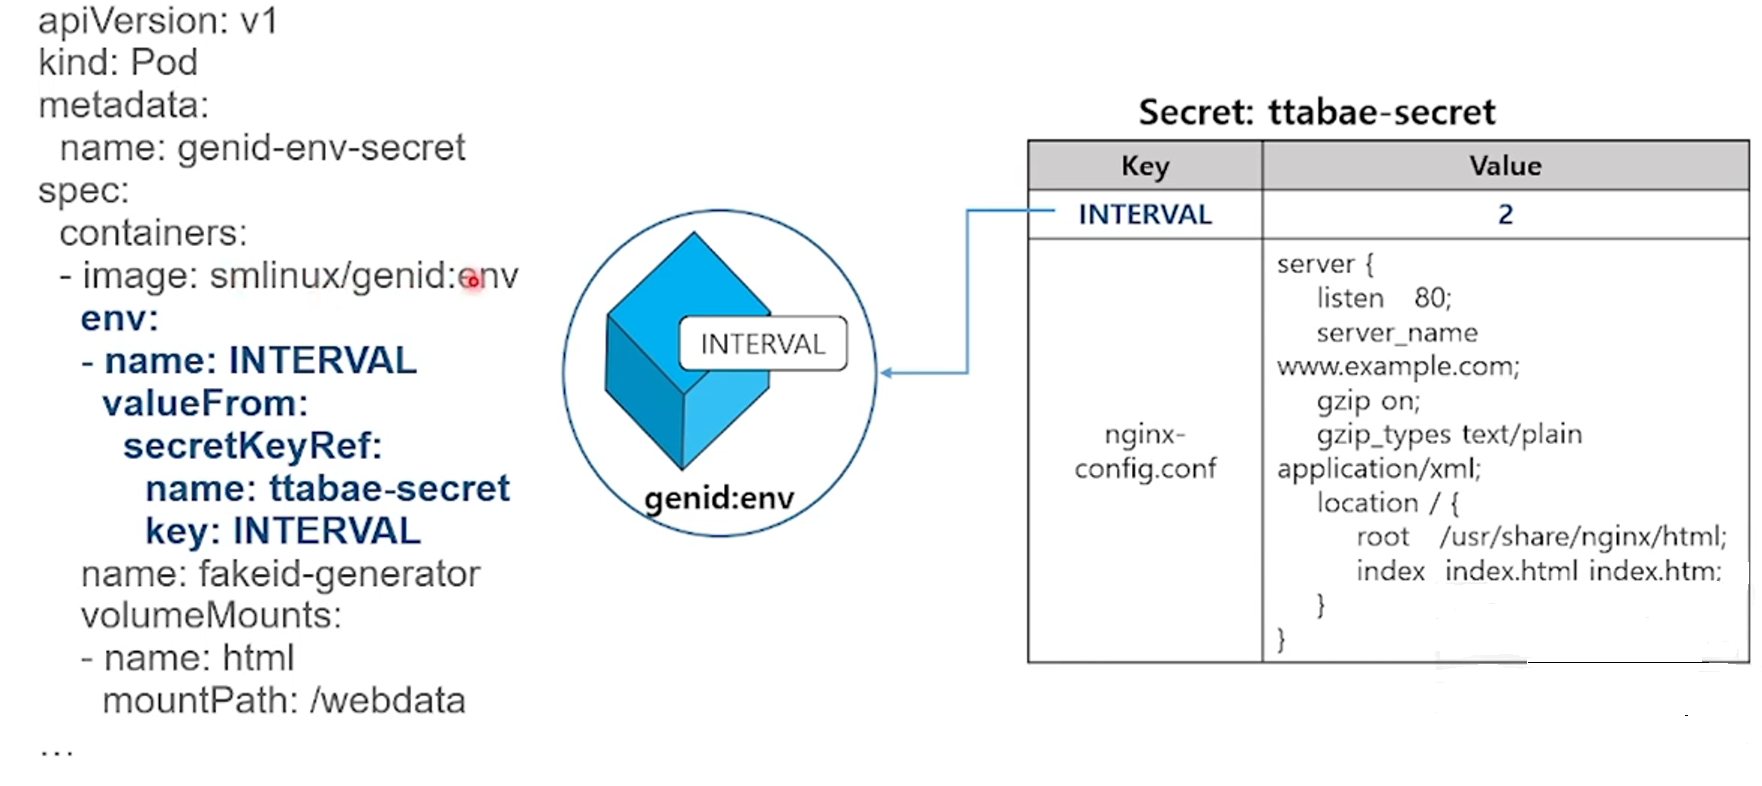 apiVersion: v1
kind: Pod
metadata:
  name: genid-env-secret
spec:
  containers:
  - image: smlinux/genid:env
    env:
    - name: INTERVAL
      valueFrom:
        secretKeyRef:
          name: ttabae-secret
          key: INTERVAL
    name: fakeid-generator
    volumeMounts:
    - name: html
      mountPath: /webdata
...
INTERVAL
genid:env
Secret: ttabae-secret
Key Value
INTERVAL 2
nginx-
config.conf
server {
    listen   80;
    server_name
www.example.com;
    gzip on;
    gzip_types text/plain
application/xml;
    location / {
        root   /usr/share/nginx/html;
        index  index.html index.htm;
    }
}